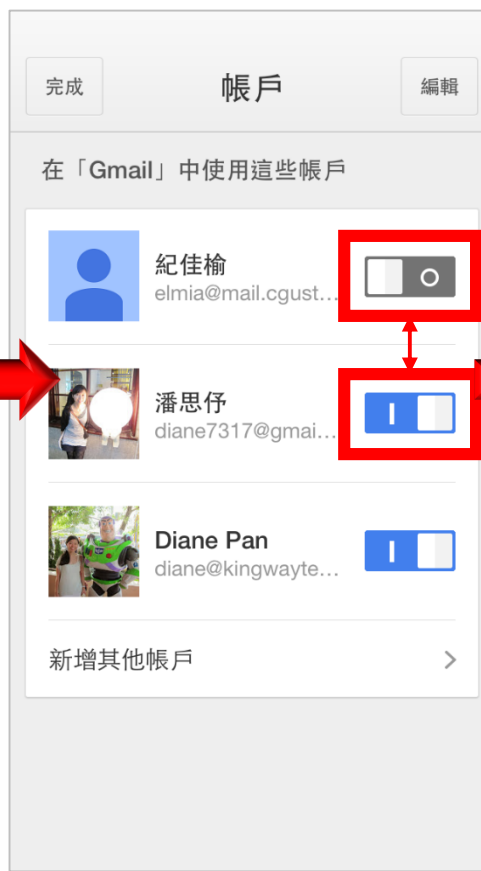 完成
帳戶
編輯
在「Gmail」中使用這些帳戶
紀佳榆
elmia@mail.cgust...
潘思伃
diane7317@gmai...
Diane Pan
diane@kingwayte...
新增其他帳戶